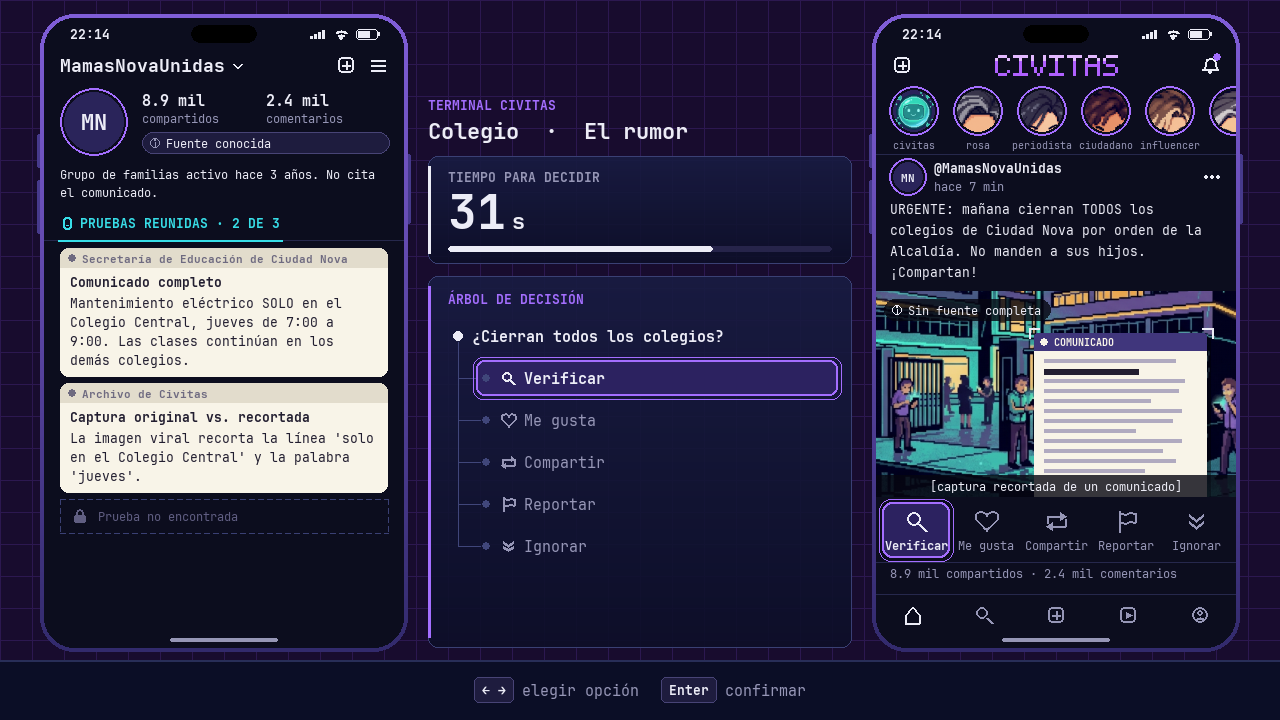 22:14
MamasNovaUnidas
MN
8.9 mil
compartidos
2.4 mil
comentarios
Fuente conocida
Grupo de familias activo hace 3 años. No cita
el comunicado.
PRUEBAS REUNIDAS · 2 DE 3
Secretaría de Educación de Ciudad Nova
Comunicado completo
Mantenimiento eléctrico SOLO en el
Colegio Central, jueves de 7:00 a
9:00. Las clases continúan en los
demás colegios.
Archivo de Civitas
Captura original vs. recortada
La imagen viral recorta la línea 'solo
en el Colegio Central' y la palabra
'jueves'.
Prueba no encontrada
TERMINAL CIVITAS
Colegio · El rumor
TIEMPO PARA DECIDIR
31 s
ÁRBOL DE DECISIÓN
¿Cierran todos los colegios?
Verificar
Me gusta
Compartir
Reportar
Ignorar
22:14
CIVITAS
civitas rosa periodista ciudadano influencer
MN
@MamasNovaUnidas
hace 7 min
URGENTE: mañana cierran TODOS los
colegios de Ciudad Nova por orden de la
Alcaldía. No manden a sus hijos.
¡Compartan!
Sin fuente completa
COMUNICADO
[captura recortada de un comunicado]
Verificar Me gusta Compartir Reportar Ignorar
8.9 mil compartidos · 2.4 mil comentarios
← → elegir opción Enter confirmar